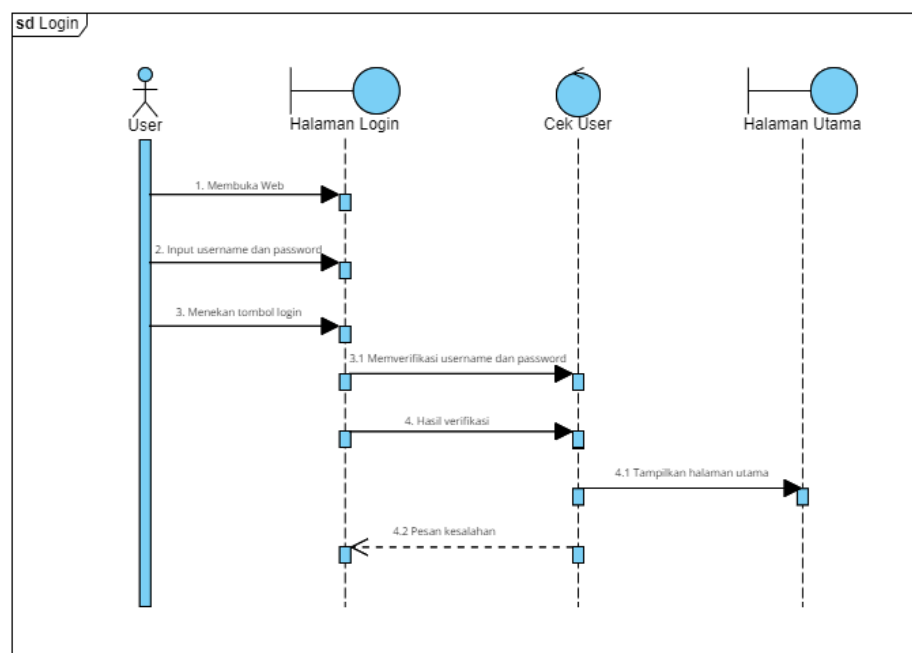 sd Login
User
Halaman Login
Cek User
Halaman Utama
1. Membuka Web
2. Input username dan password
3. Menekan tombol login
3.1 Memverifikasi username dan password
4. Hasil verifikasi
4.1 Tampilkan halaman utama
4.2 Pesan kesalahan